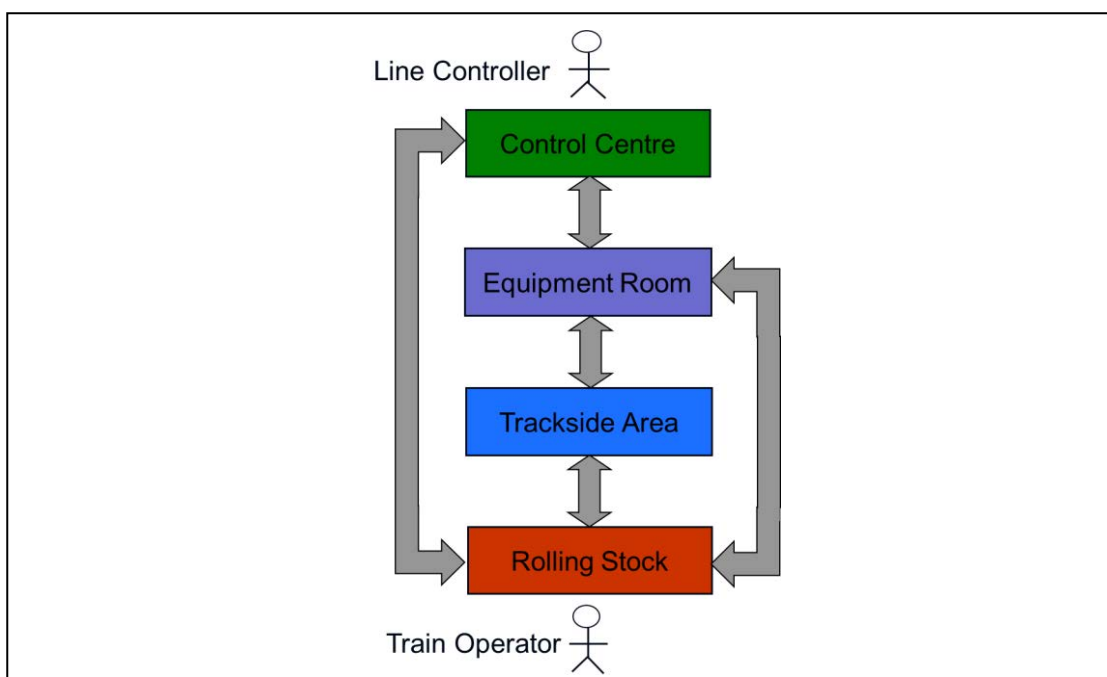 Line Controller
Control Centre
Equipment Room
Trackside Area
Rolling Stock
Train Operator